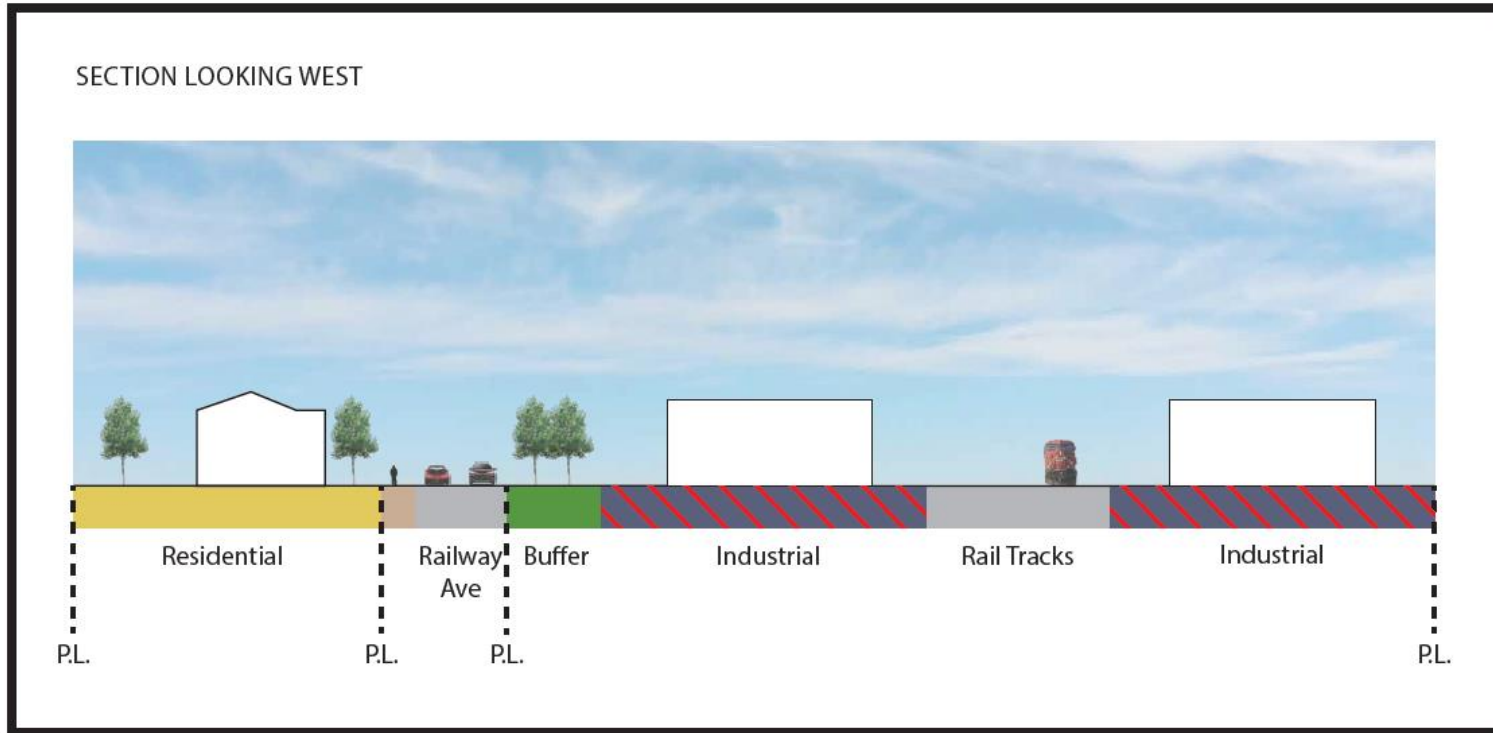 SECTION LOOKING WEST
Residential
Railway
Ave
Buffer
Industrial
Rail Tracks
Industrial
P.L.
P.L.
P.L.
P.L.